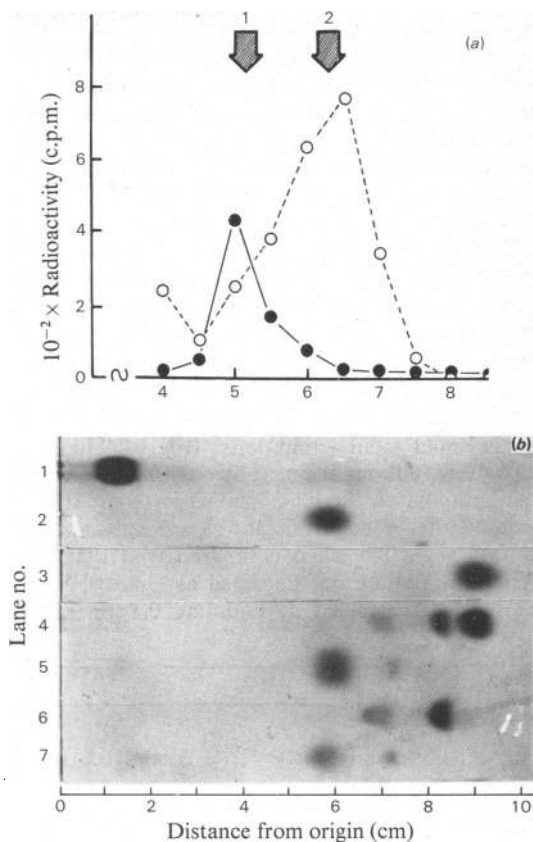 1 2 (a)
8
6
4
2
0
10⁻² × Radioactivity (c.p.m.)
4 5 6 7 8
(b)
1
2
3
4
5
6
7
Lane no.
0 2 4 6 8 10
Distance from origin (cm)